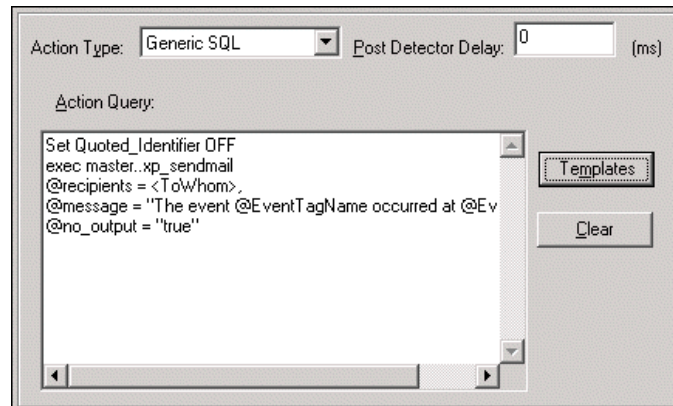 Action Type: Generic SQL Post Detector Delay: 0 (ms)
Action Query:
Set Quoted_Identifier OFF
exec master..xp_sendmail
@recipients = <ToWhom>,
@message = "The event @EventTagName occurred at @Ev
@no_output = "true"
Templates
Clear